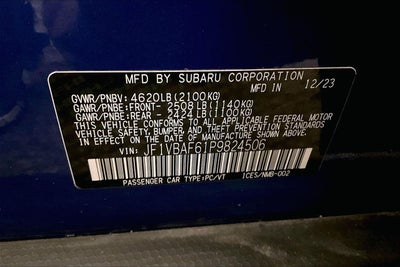 MFD BY SUBARU CORPORATION
MFD IN 12/23
GVWR/PNBV: 4620LB (2100KG)
GAWR/PNBE:FRONT- 2508LB (1140KG)
GAWR/PNBE:REAR - 2424LB (1100KG)
THIS VEHICLE CONFORMS TO ALL APPLICABLE FEDERAL MOTOR
VEHICLE SAFETY, BUMPER, AND THEFT PREVENTION STANDARDS
IN EFFECT ON THE DATE OF MANUFACTURE SHOWN ABOVE.
VIN: JF1VBAF61P9824506
PASSENGER CAR TYPE:PC/VT ICES/NMB-002